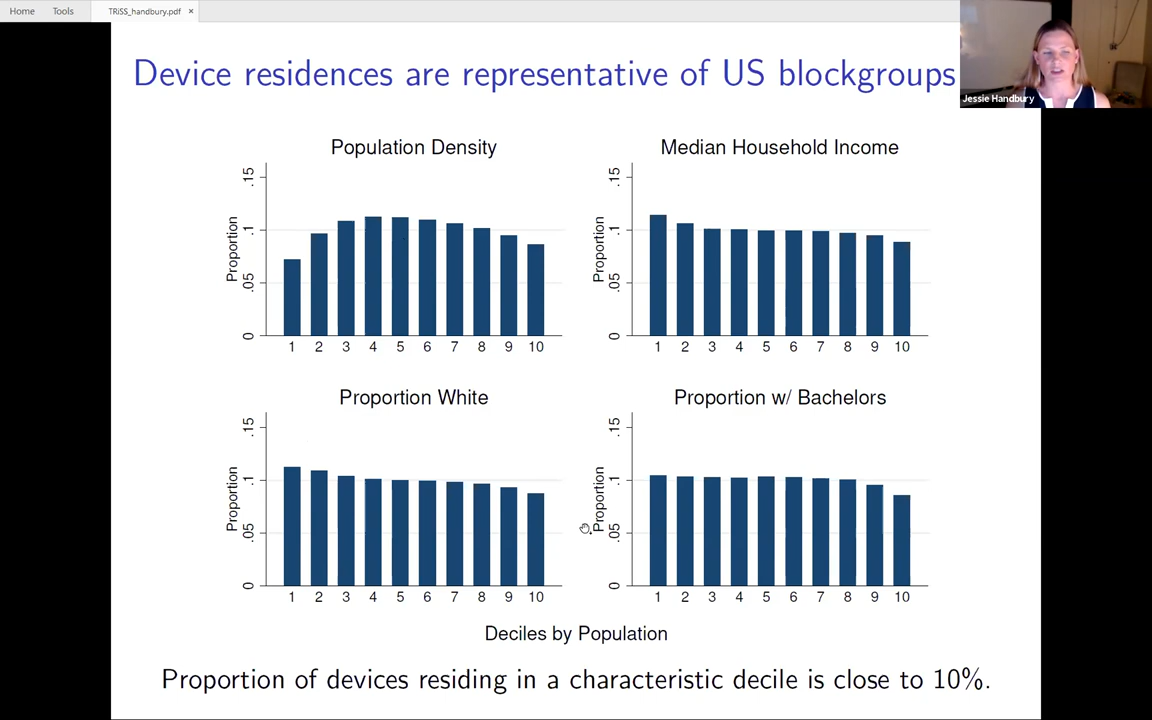 Home Tools TRiSS_handbury.pdf ×
Device residences are representative of US blockgroups
Jessie Handbury
Population Density
Proportion
.15
.1
.05
0
1 2 3 4 5 6 7 8 9 10
Median Household Income
Proportion
.15
.1
.05
0
1 2 3 4 5 6 7 8 9 10
Proportion White
Proportion
.15
.1
.05
0
1 2 3 4 5 6 7 8 9 10
Proportion w/ Bachelors
Proportion
.15
.1
.05
0
1 2 3 4 5 6 7 8 9 10
Deciles by Population
Proportion of devices residing in a characteristic decile is close to 10%.